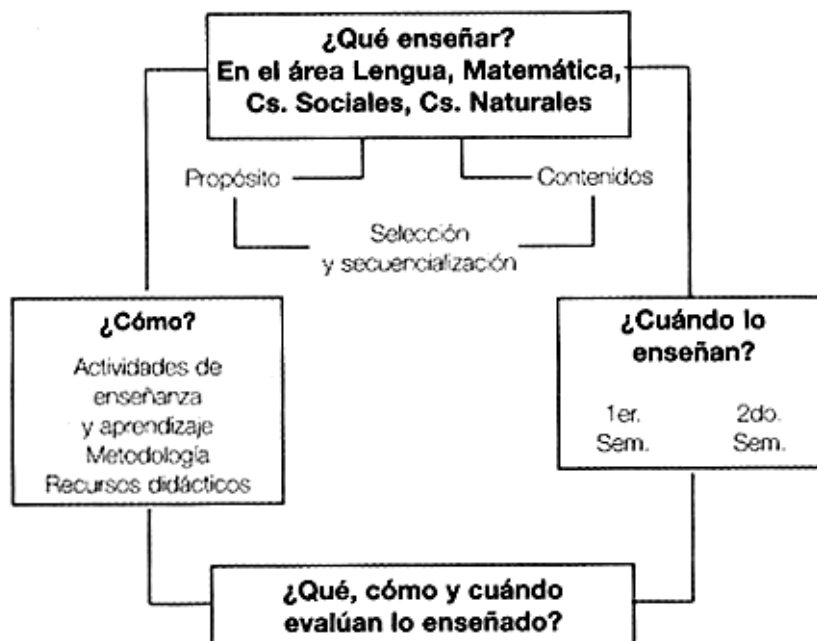 ¿Qué enseñar?
En el área Lengua, Matemática,
Cs. Sociales, Cs. Naturales
Propósito
Contenidos
Selección
y secuencialización
¿Cómo?
Actividades de
enseñanza
y aprendizaje
Metodología
Recursos didácticos
¿Cuándo lo
enseñan?
1er. 2do.
Sem. Sem.
¿Qué, cómo y cuándo
evalúan lo enseñado?